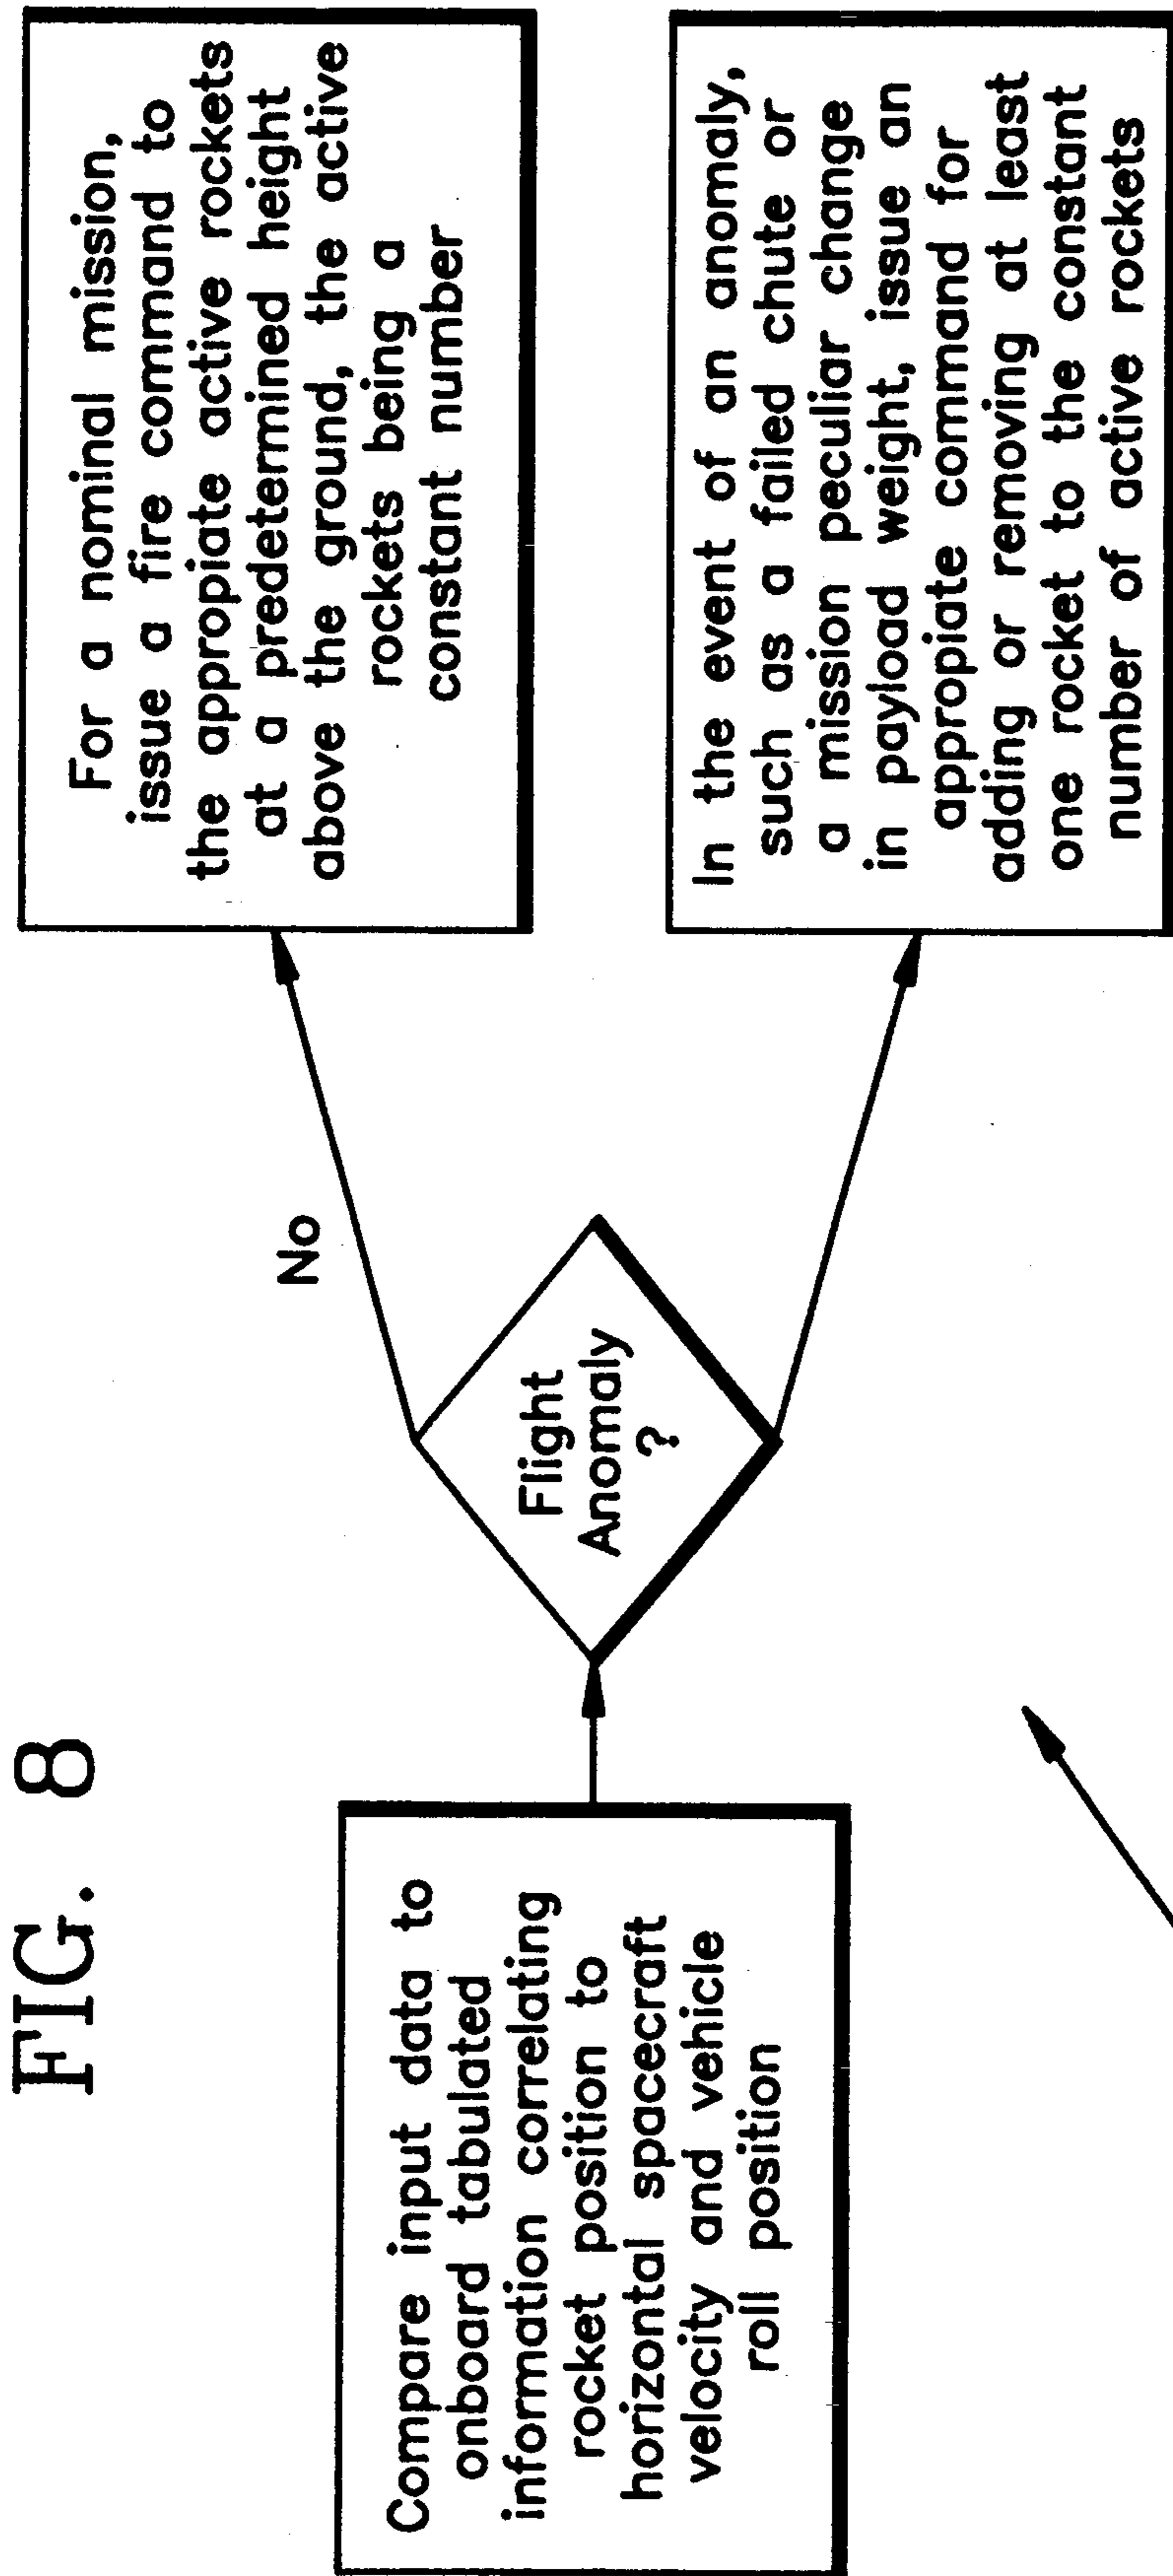 FIG. 8
Compare input data to
onboard tabulated
information correlating
rocket position to
horizontal spacecraft
velocity and vehicle
roll position
Flight
Anomaly
?
No
For a nominal mission,
issue a fire command to
the appropiate active rockets
at a predetermined height
above the ground, the active
rockets being a
constant number
In the event of an anomaly,
such as a failed chute or
a mission peculiar change
in payload weight, issue an
appropiate command for
adding or removing at least
one rocket to the constant
number of active rockets